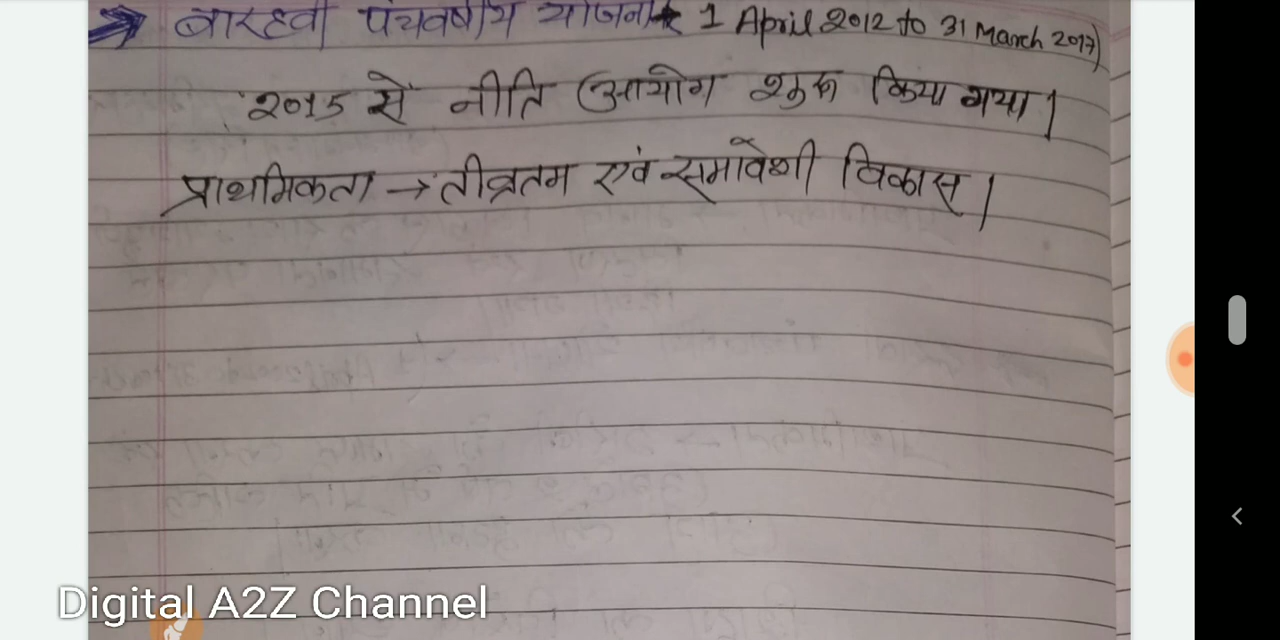 → बारहवी पंचवर्षीय योजना → 1 April 2012 to 31 March 2017)
2015 से नीति आयोग शुरू किया गया।
प्राथमिकता → तीव्रतम एवं समावेशी विकास।
Digital A2Z Channel